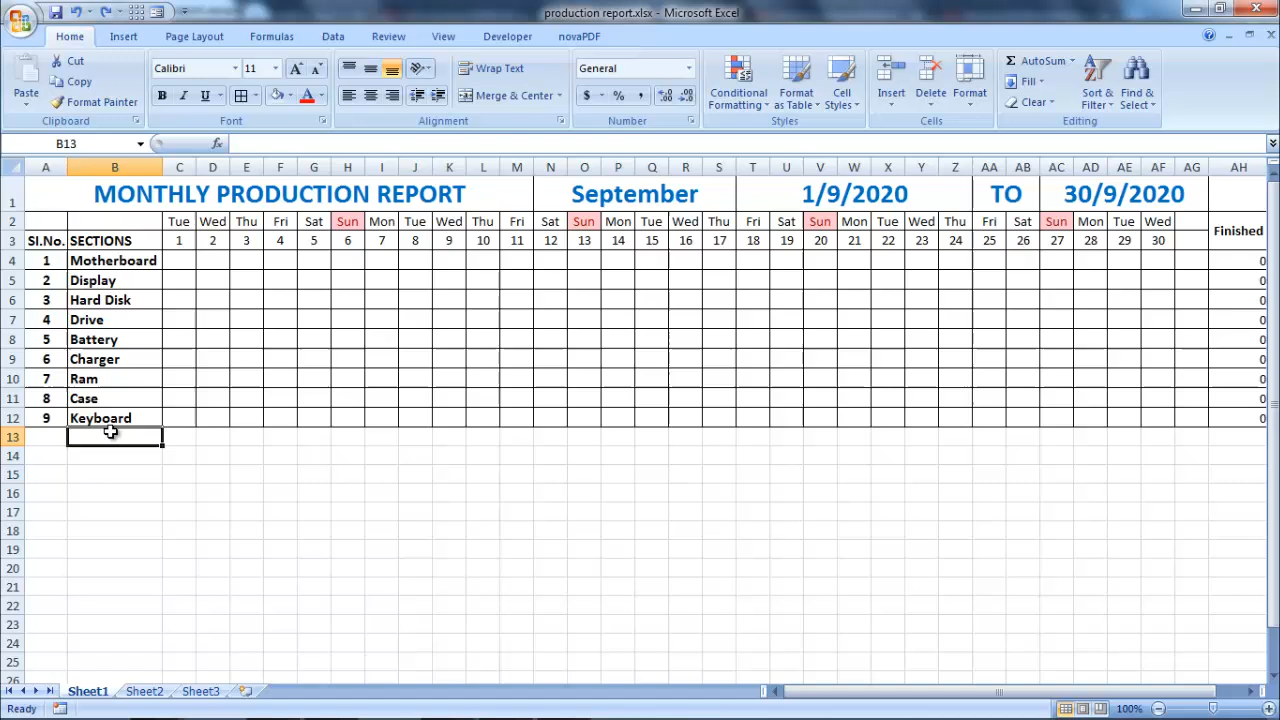 production report.xlsx - Microsoft Excel
Home Insert Page Layout Formulas Data Review View Developer novaPDF
Cut Calibri 11 Wrap Text General AutoSum
Paste Copy Conditional Formatting Format as Table Cell Styles Insert Delete Format Fill Sort & Filter Find & Select
Format Painter B I U Merge & Center $ % , Clear
Clipboard Font Alignment Number Styles Cells Editing
B13 fx
A B C D E F G H I J K L M N O P Q R S T U V W X Y Z AA AB AC AD AE AF AG AH
1 MONTHLY PRODUCTION REPORT September 1/9/2020 TO 30/9/2020
2 Tue Wed Thu Fri Sat Sun Mon Tue Wed Thu Fri Sat Sun Mon Tue Wed Thu Fri Sat Sun Mon Tue Wed Thu Fri Sat Sun Mon Tue Wed Finished
3 SI.No. SECTIONS 1 2 3 4 5 6 7 8 9 10 11 12 13 14 15 16 17 18 19 20 21 22 23 24 25 26 27 28 29 30
4 1 Motherboard 0
5 2 Display 0
6 3 Hard Disk 0
7 4 Drive 0
8 5 Battery 0
9 6 Charger 0
10 7 Ram 0
11 8 Case 0
12 9 Keyboard 0
13
14
15
16
17
18
19
20
21
22
23
24
25
26
Sheet1 Sheet2 Sheet3
Ready 100%